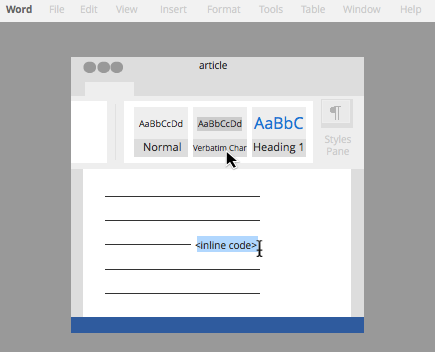 Word File Edit View Insert Format Tools Table Window Help
article
AaBbCcDd AaBbCcDd AaBbC
Normal Verbatim Char Heading 1
¶
Styles
Pane
<inline code>